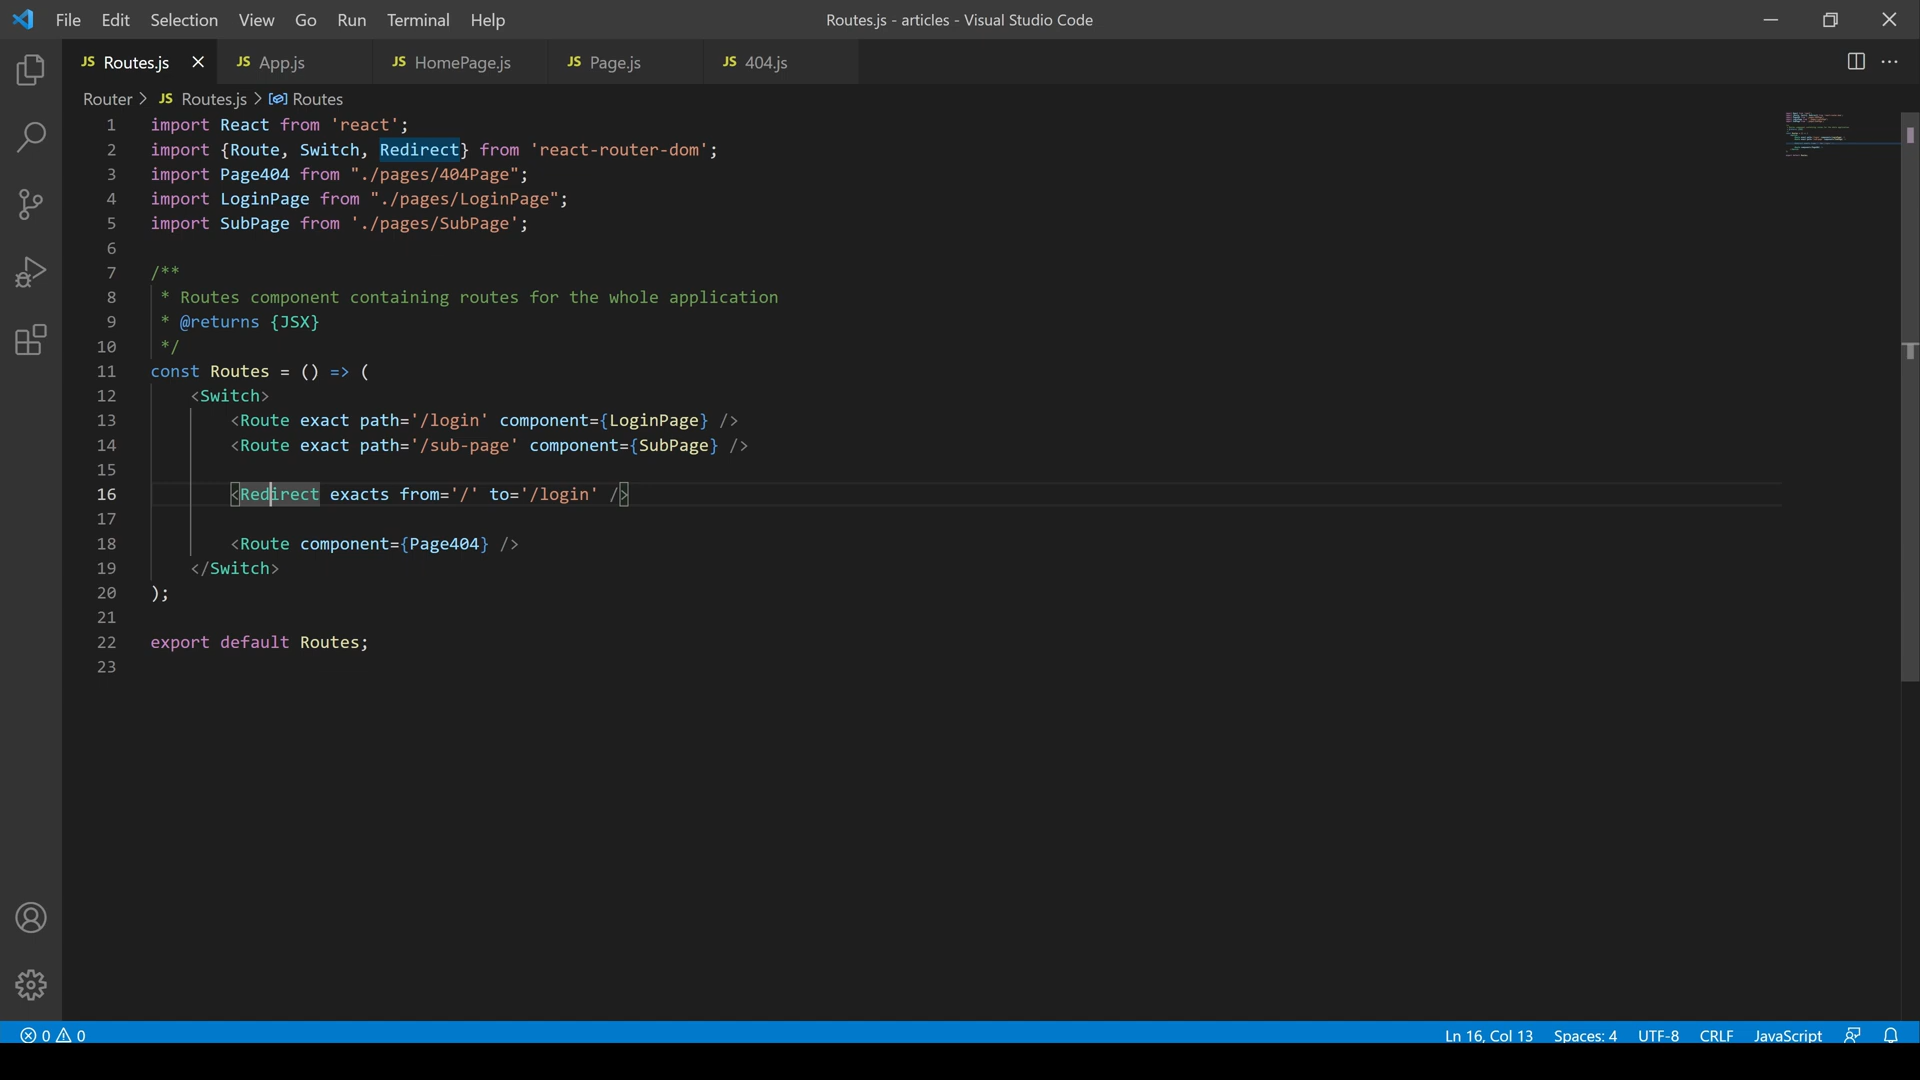 File Edit Selection View Go Run Terminal Help Routes.js - articles - Visual Studio Code
JS Routes.js JS App.js JS HomePage.js JS Page.js JS 404.js
Router > JS Routes.js > Routes
1 import React from 'react';
2 import {Route, Switch, Redirect} from 'react-router-dom';
3 import Page404 from "./pages/404Page";
4 import LoginPage from "./pages/LoginPage";
5 import SubPage from './pages/SubPage';
6
7 /**
8 * Routes component containing routes for the whole application
9 * @returns {JSX}
10 */
11 const Routes = () => (
12 <Switch>
13 <Route exact path='/login' component={LoginPage} />
14 <Route exact path='/sub-page' component={SubPage} />
15
16 <Redirect exacts from='/' to='/login' />
17
18 <Route component={Page404} />
19 </Switch>
20 );
21
22 export default Routes;
23
0 0 Ln 16, Col 13 Spaces: 4 UTF-8 CRLF JavaScript